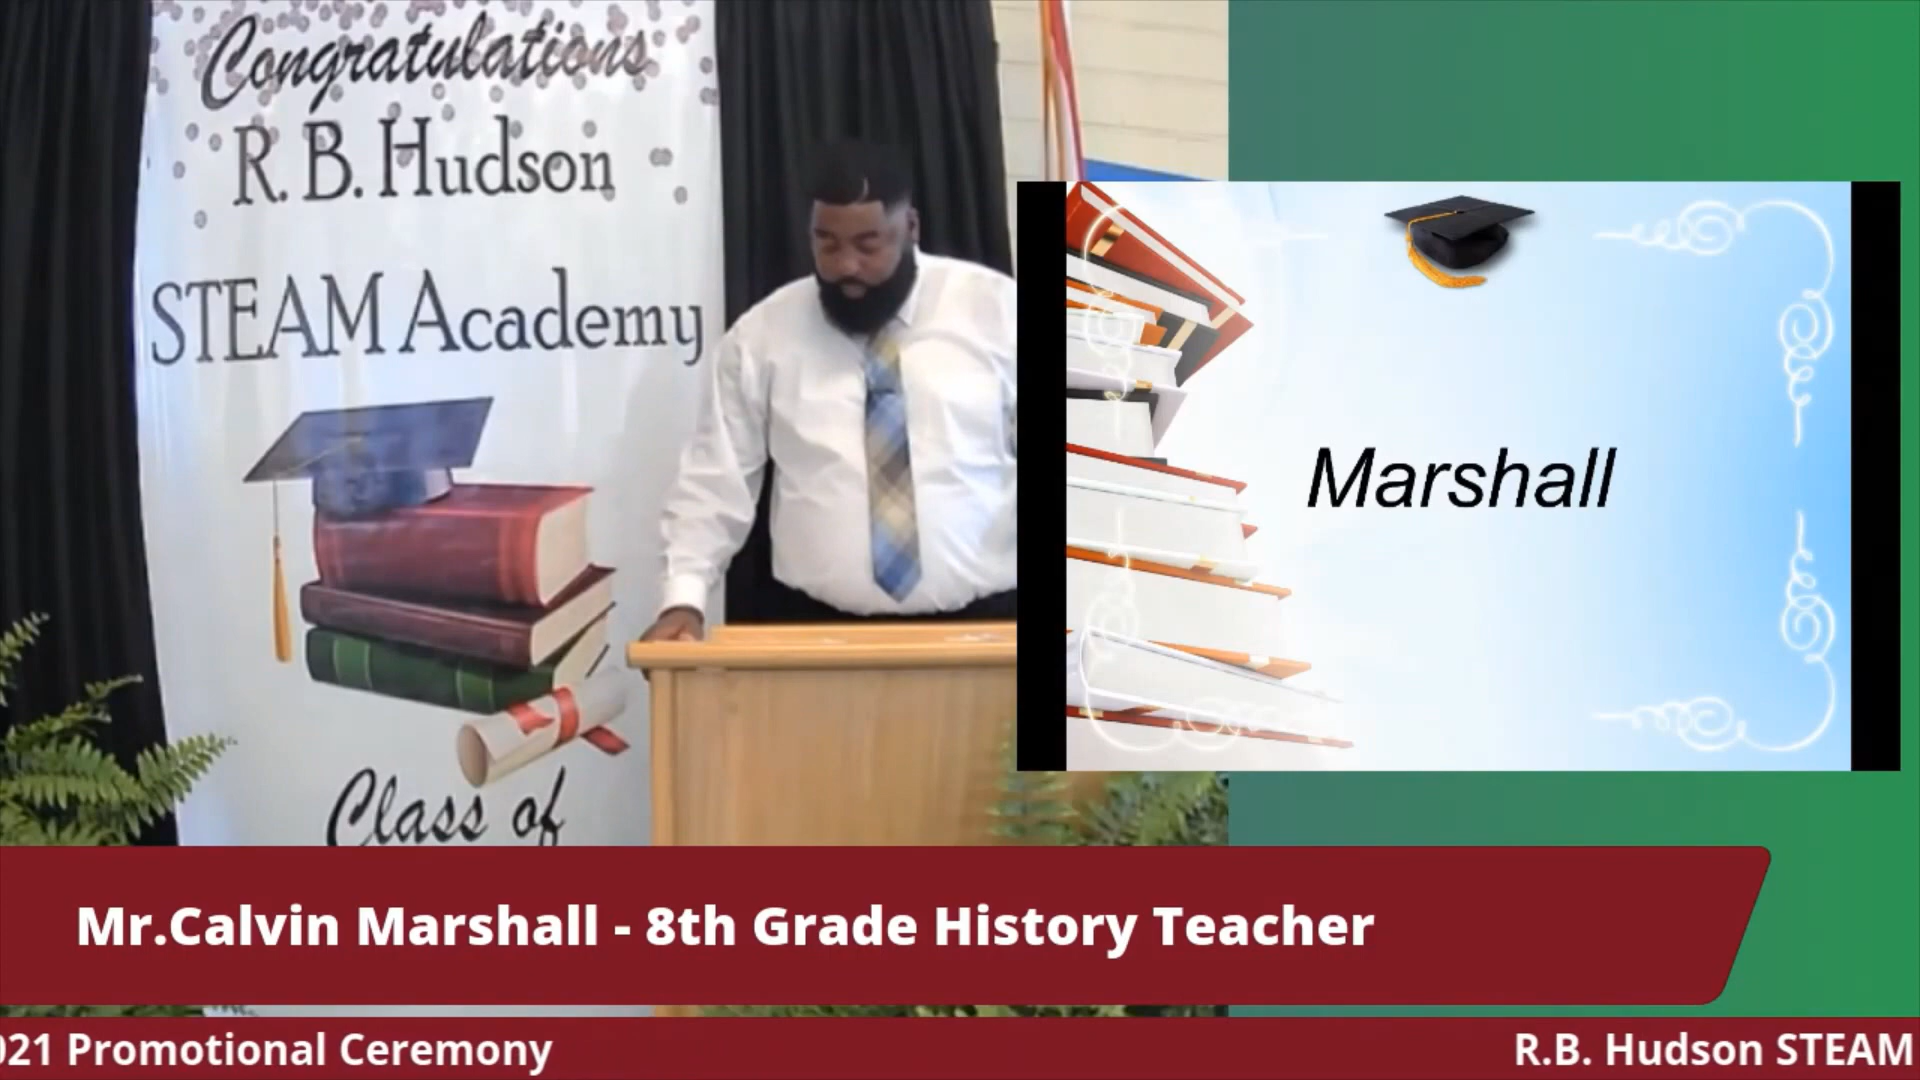 Congratulations
R. B. Hudson
STEAM Academy
Class of
Marshall
Mr.Calvin Marshall - 8th Grade History Teacher
021 Promotional Ceremony
R.B. Hudson STEAM